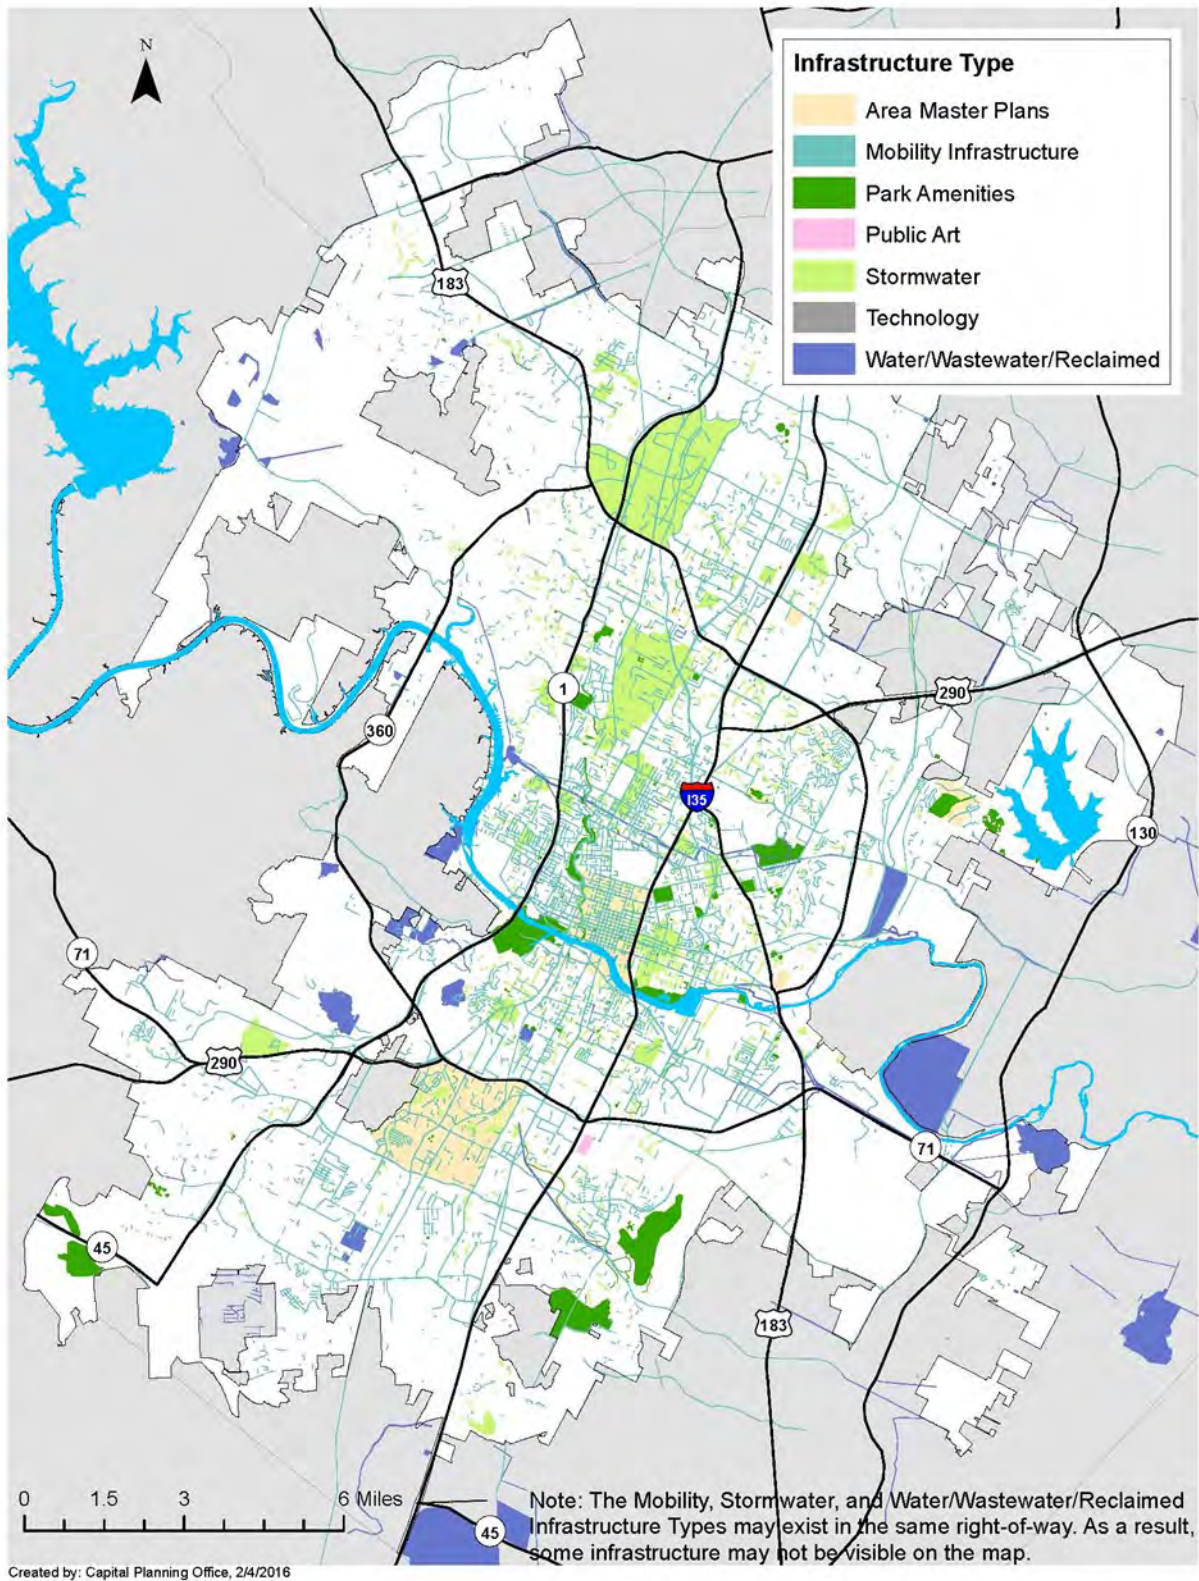 N
Infrastructure Type
Area Master Plans
Mobility Infrastructure
Park Amenities
Public Art
Stormwater
Technology
Water/Wastewater/Reclaimed
183
1
290
360
I35
130
71
290
71
45
183
0 1.5 3 6 Miles
45
Note: The Mobility, Stormwater, and Water/Wastewater/Reclaimed
Infrastructure Types may exist in the same right-of-way. As a result,
some infrastructure may not be visible on the map.
Created by: Capital Planning Office, 2/4/2016